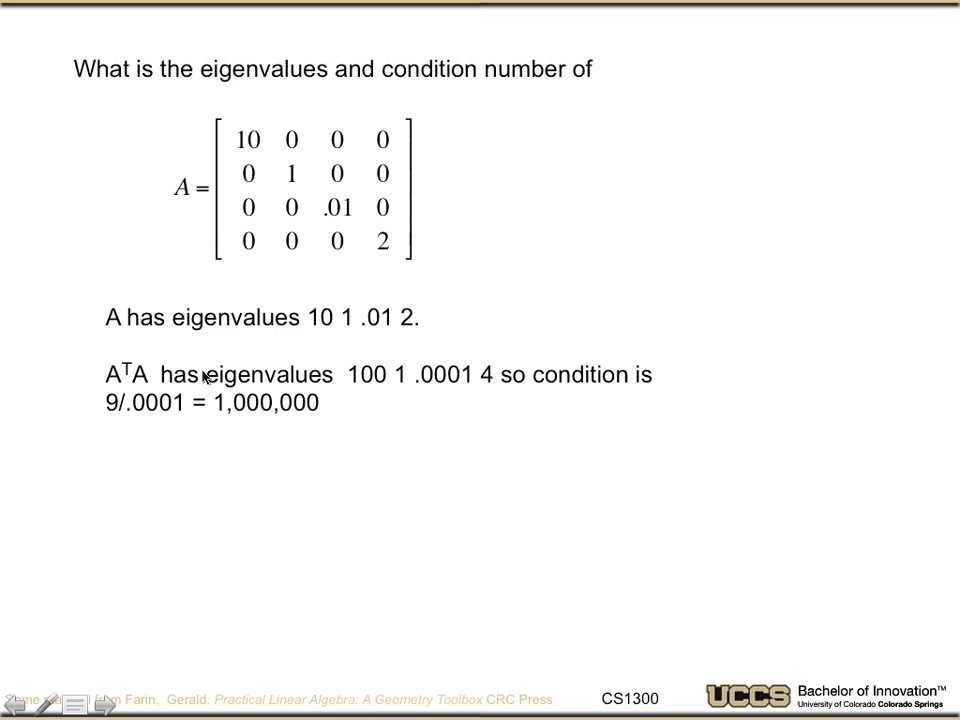 What is the eigenvalues and condition number of
A = [ 10 0 0 0
0 1 0 0
0 0 .01 0
0 0 0 2 ]
A has eigenvalues 10 1 .01 2.
AᵀA has eigenvalues 100 1 .0001 4 so condition is
9/.0001 = 1,000,000
Farin, Gerald. Practical Linear Algebra: A Geometry Toolbox CRC Press
CS1300
UCCS
Bachelor of Innovation™
University of Colorado Colorado Springs